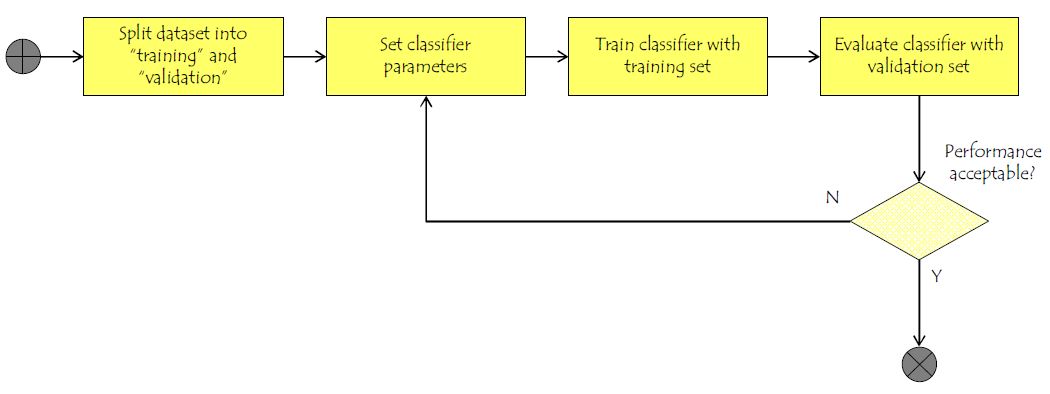 Split dataset into
“training” and
“validation”
Set classifier
parameters
Train classifier with
training set
Evaluate classifier with
validation set
Performance
acceptable?
N
Y